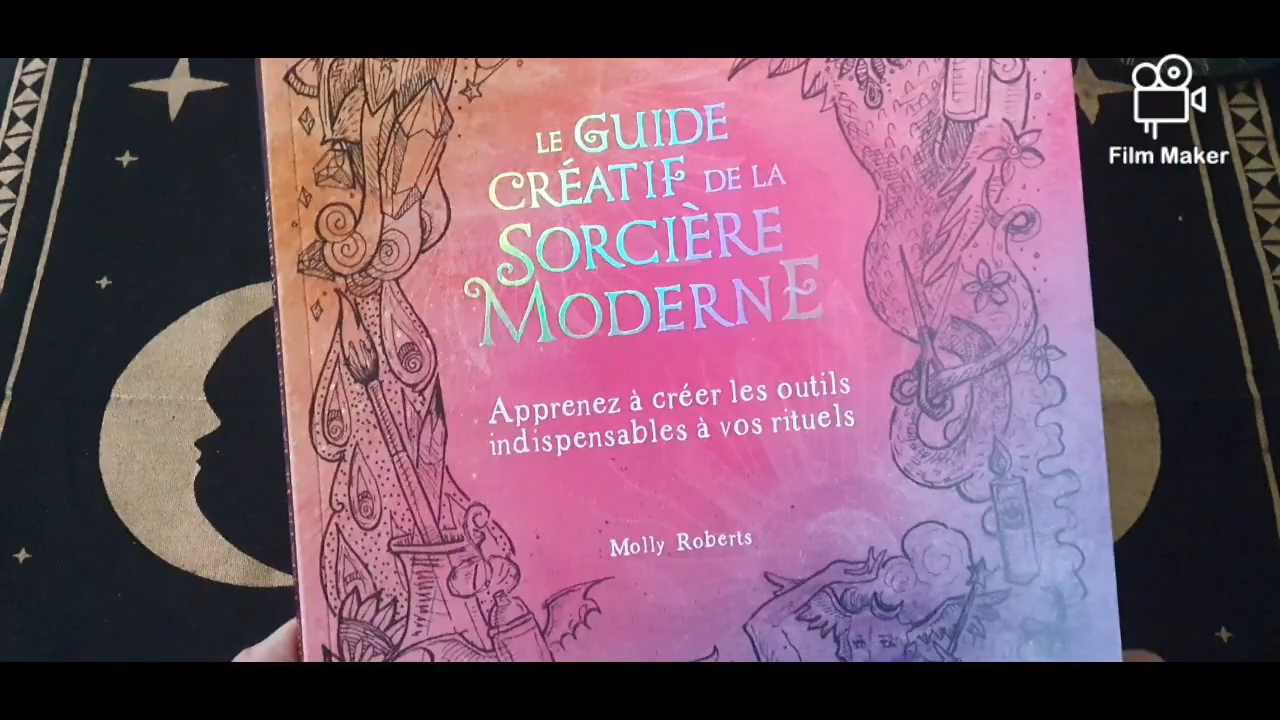 LE GUIDE
CRÉATIF DE LA
SORCIÈRE
MODERNE
Apprenez à créer les outils
indispensables à vos rituels
Molly Roberts
Film Maker